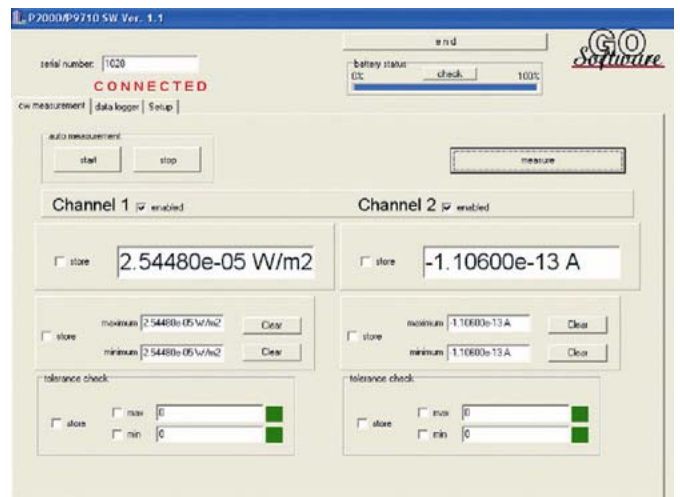 P2000/P9710 SW Ver. 1.1
end
GO
Software
serial number: 1020
CONNECTED
battery status
0% check 100%
cw measurement data logger Setup
auto measurement
start stop
measure
Channel 1 enabled
Channel 2 enabled
store 2.54480e-05 W/m2
store -1.10600e-13 A
store
maximum 2.54480e-05 W/m2 Clear
minimum 2.54480e-05 W/m2 Clear
store
maximum -1.10600e-13 A Clear
minimum -1.10600e-13 A Clear
tolerance check
store
max 0
min 0
tolerance check
store
max 0
min 0